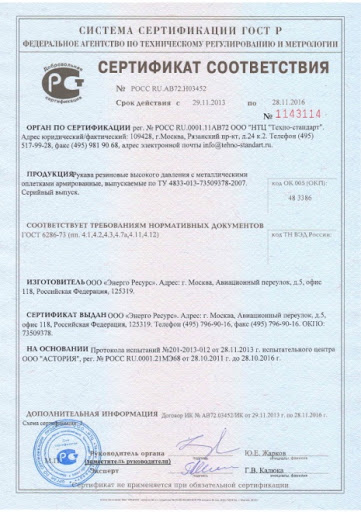 СИСТЕМА СЕРТИФИКАЦИИ ГОСТ Р
ФЕДЕРАЛЬНОЕ АГЕНТСТВО ПО ТЕХНИЧЕСКОМУ РЕГУЛИРОВАНИЮ И МЕТРОЛОГИИ
Добровольная
сертификация
СЕРТИФИКАТ СООТВЕТСТВИЯ
№ РОСС RU.АВ72.Н03452
Срок действия с 29.11.2013 по 28.11.2016
№ 1143114
ОРГАН ПО СЕРТИФИКАЦИИ рег. № РОСС RU.0001.11АВ72 ООО "НТЦ "Техно-стандарт".
Адрес юридический/фактический: 109428, г.Москва, Рязанский пр-кт, д.24 к.2. Телефон (495)
517-99-28, факс (495) 981 90 68, адрес электронной почты info@tehno-standart.ru.
ПРОДУКЦИЯ Рукава резиновые высокого давления с металлическими
оплетками армированные, выпускаемые по ТУ 4833-013-73509378-2007.
Серийный выпуск.
код ОК 005 (ОКП):
48 3386
СООТВЕТСТВУЕТ ТРЕБОВАНИЯМ НОРМАТИВНЫХ ДОКУМЕНТОВ
ГОСТ 6286-73 (пп. 4.1,4.2,4.3,4.7а,4.11;4.12)
код ТН ВЭД России:
ИЗГОТОВИТЕЛЬ ООО «Энерго Ресурс». Адрес: г. Москва, Авиационный переулок, д.5, офис
118, Российская Федерация, 125319.
СЕРТИФИКАТ ВЫДАН ООО «Энерго Ресурс». Адрес: г. Москва, Авиационный переулок, д.5,
офис 118, Российская Федерация, 125319. Телефон (495) 796-90-16, факс (495) 796-90-16. ОКПО:
73509378.
НА ОСНОВАНИИ Протокола испытаний №201-2013-012 от 28.11.2013 г. испытательного центра
ООО "АСТОРИЯ", рег. № РОСС RU.0001.21МЭ68 от 28.10.2011 до 28.10.2016 г.
ДОПОЛНИТЕЛЬНАЯ ИНФОРМАЦИЯ Договор ИК № АВ72.03452/ИК от 29.11.2013 г. до 28.11.2016 г.
Схема сертификации: 3
Руководитель органа
(заместитель руководителя)
Ю.Е. Жарков
Эксперт
Г.В. Калюка
Сертификат не применяется при обязательной сертификации